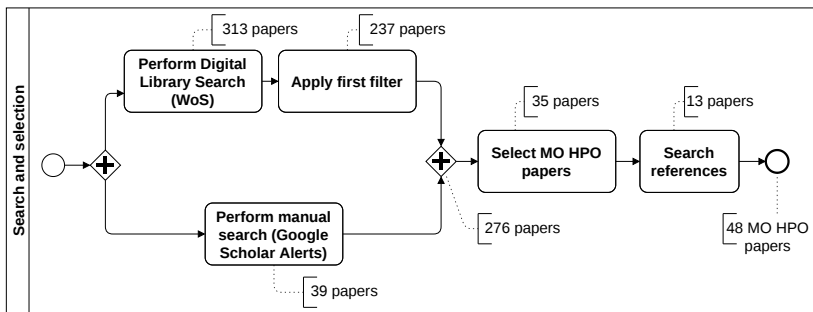 Search and selection
313 papers
237 papers
Perform Digital
Library Search
(WoS)
Apply first filter
35 papers
13 papers
Select MO HPO
papers
Search
references
Perform manual
search (Google
Scholar Alerts)
276 papers
48 MO HPO
papers
39 papers